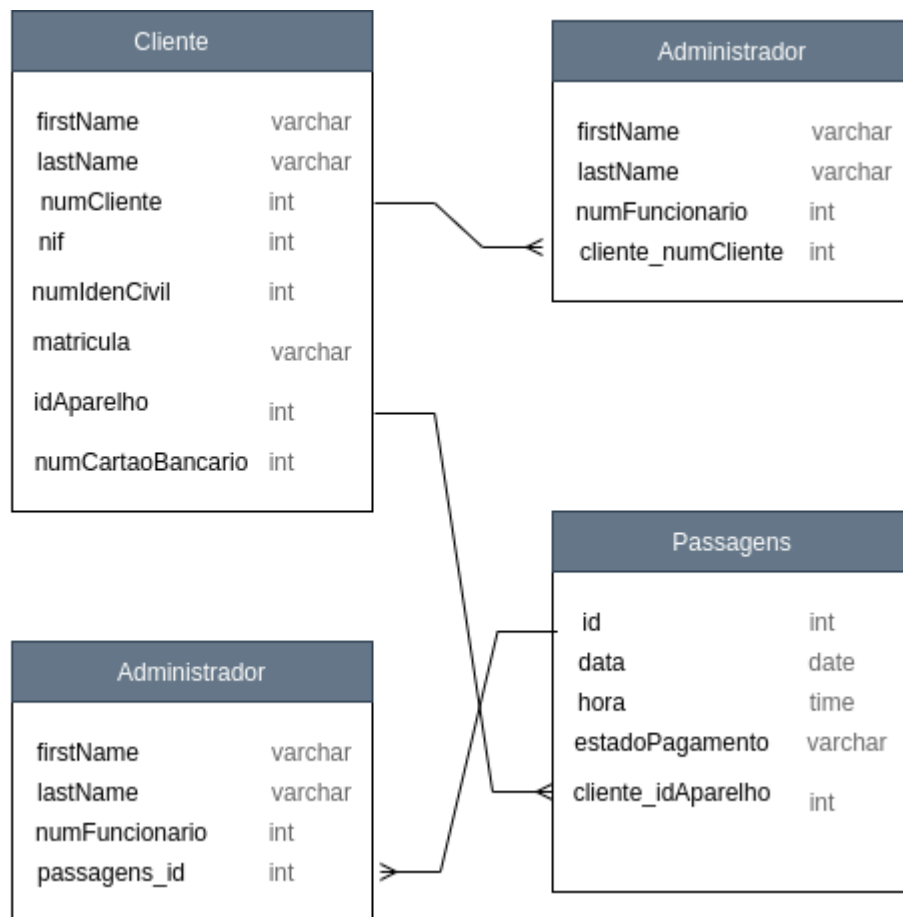 Cliente
firstName varchar
lastName varchar
numCliente int
nif int
numIdenCivil int
matricula varchar
idAparelho int
numCartaoBancario int
Administrador
firstName varchar
lastName varchar
numFuncionario int
cliente_numCliente int
Administrador
firstName varchar
lastName varchar
numFuncionario int
passagens_id int
Passagens
id int
data date
hora time
estadoPagamento varchar
cliente_idAparelho int